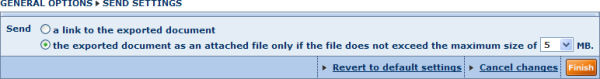 GENERAL OPTIONS ▸ SEND SETTINGS
Send a link to the exported document
the exported document as an attached file only if the file does not exceed the maximum size of 5 MB.
Revert to default settings Cancel changes Finish